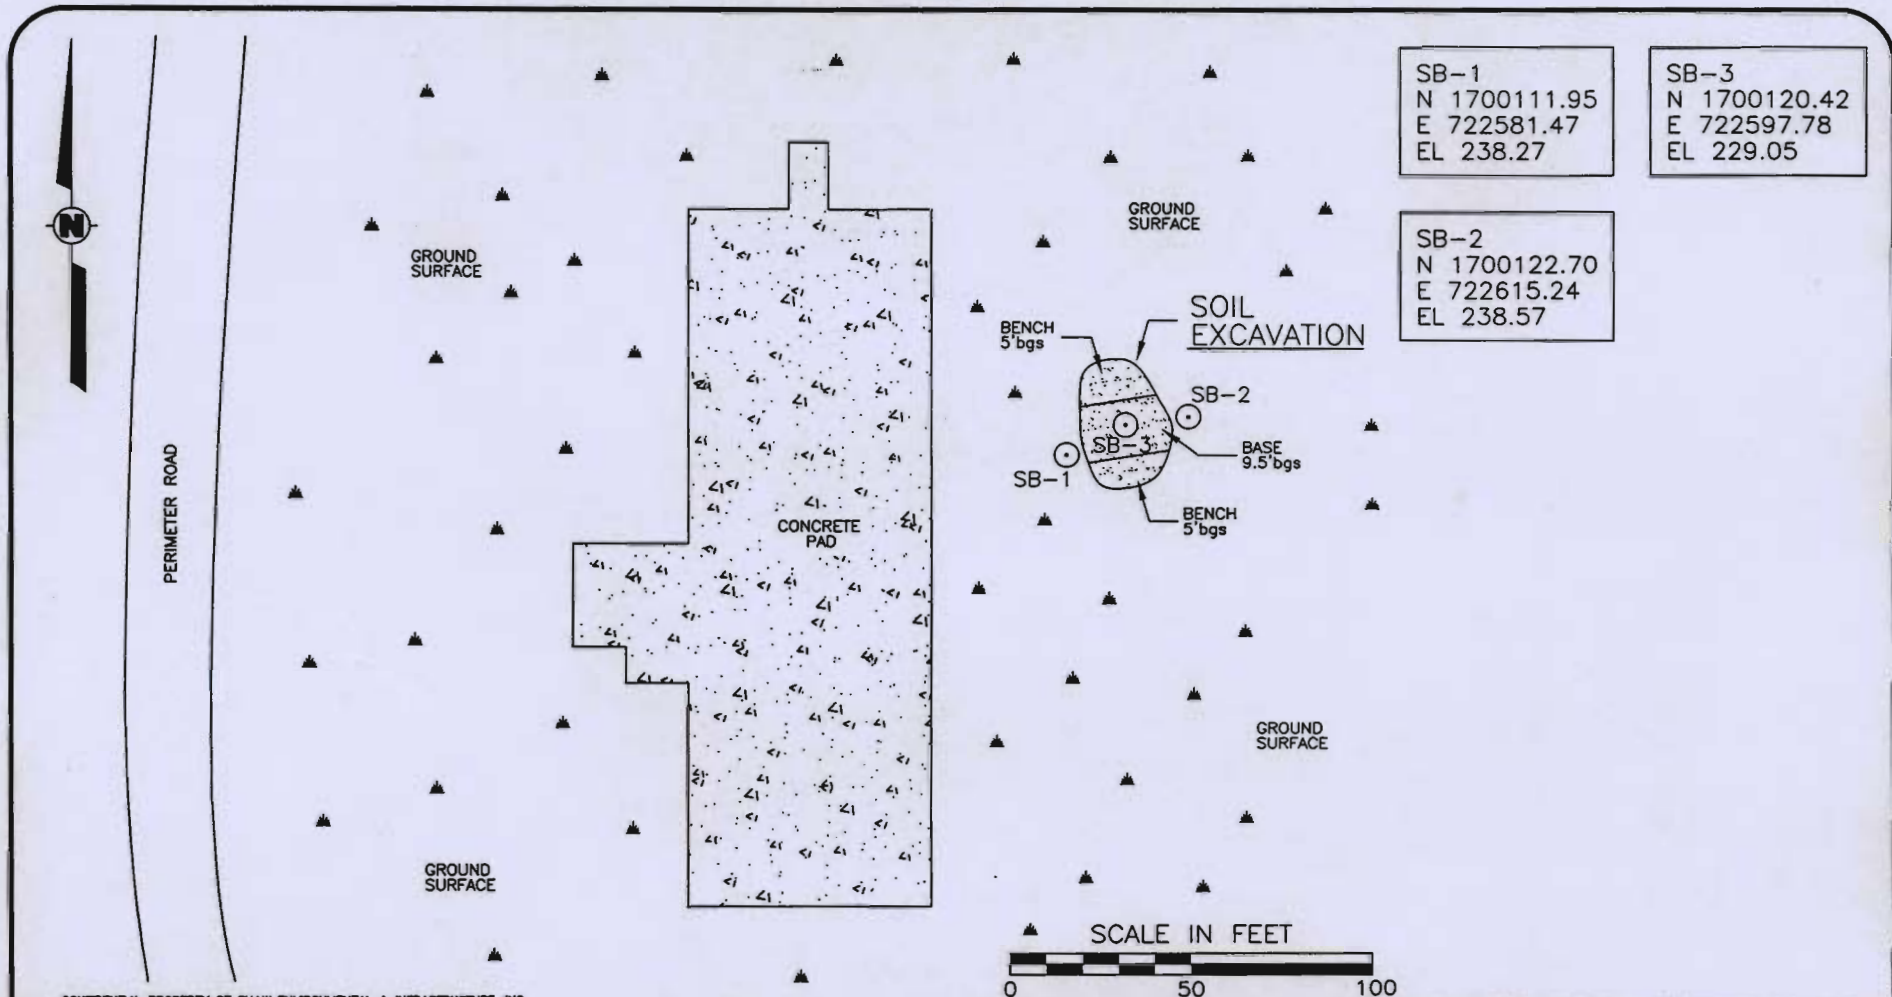 SB-1
N 1700111.95
E 722581.47
EL 238.27
SB-3
N 1700120.42
E 722597.78
EL 229.05
SB-2
N 1700122.70
E 722615.24
EL 238.57
N
GROUND
SURFACE
GROUND
SURFACE
SOIL
EXCAVATION
BENCH
5'bgs
SB-2
SB-3
BASE
9.5'bgs
SB-1
BENCH
5'bgs
PERIMETER ROAD
CONCRETE
PAD
GROUND
SURFACE
GROUND
SURFACE
SCALE IN FEET
0 50 100